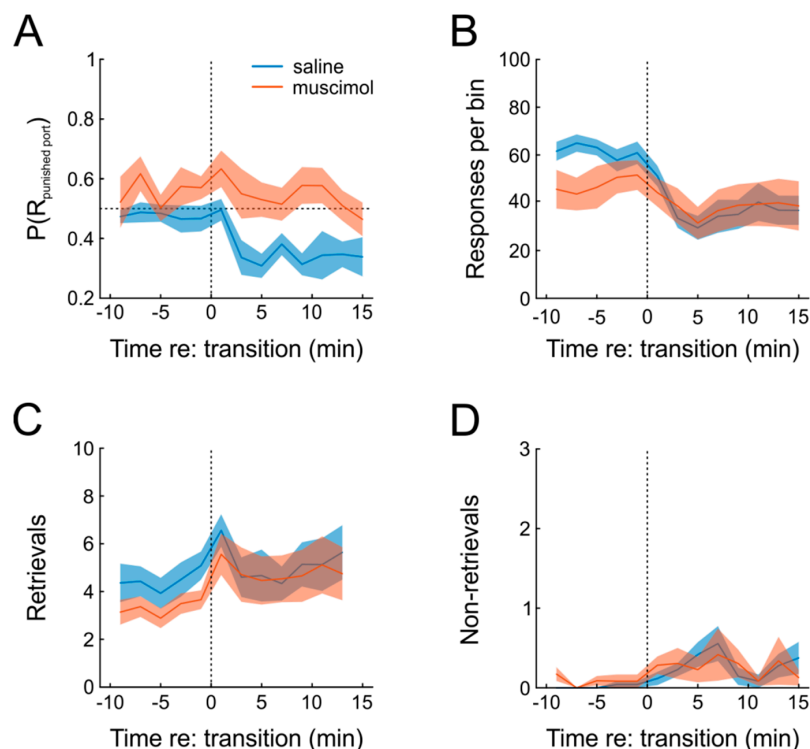 A
P(R punished port)
1
0.8
0.6
0.4
0.2
saline
muscimol
-10 -5 0 5 10 15
Time re: transition (min)
B
Responses per bin
100
80
60
40
20
0
-10 -5 0 5 10 15
Time re: transition (min)
C
Retrievals
10
8
6
4
2
0
-10 -5 0 5 10 15
Time re: transition (min)
D
Non-retrievals
3
2
1
0
-10 -5 0 5 10 15
Time re: transition (min)